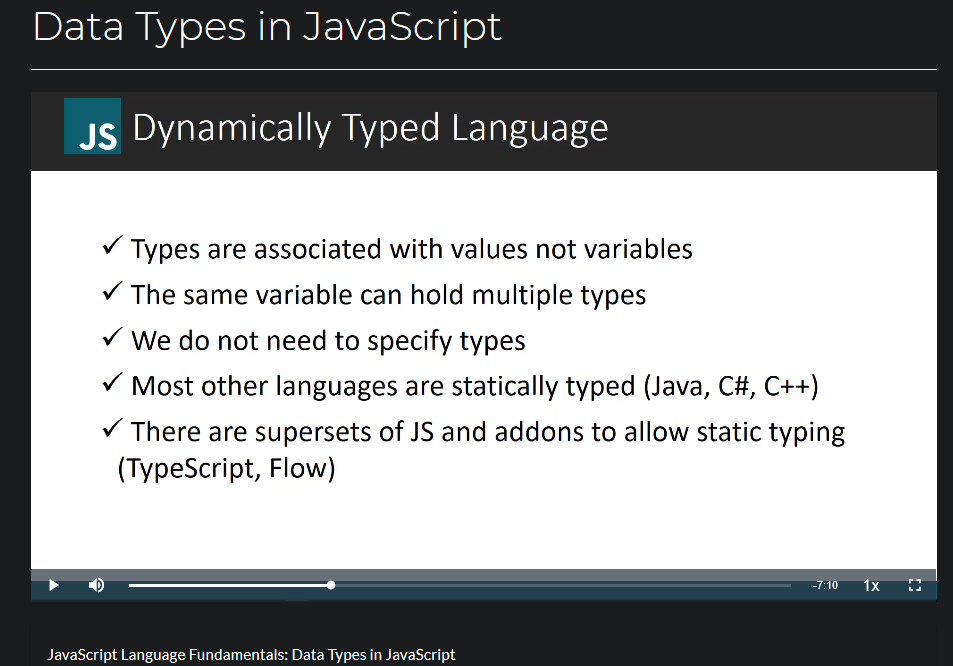 Data Types in JavaScript
JS Dynamically Typed Language
✓ Types are associated with values not variables
✓ The same variable can hold multiple types
✓ We do not need to specify types
✓ Most other languages are statically typed (Java, C#, C++)
✓ There are supersets of JS and addons to allow static typing
(TypeScript, Flow)
-7:10 1x
JavaScript Language Fundamentals: Data Types in JavaScript